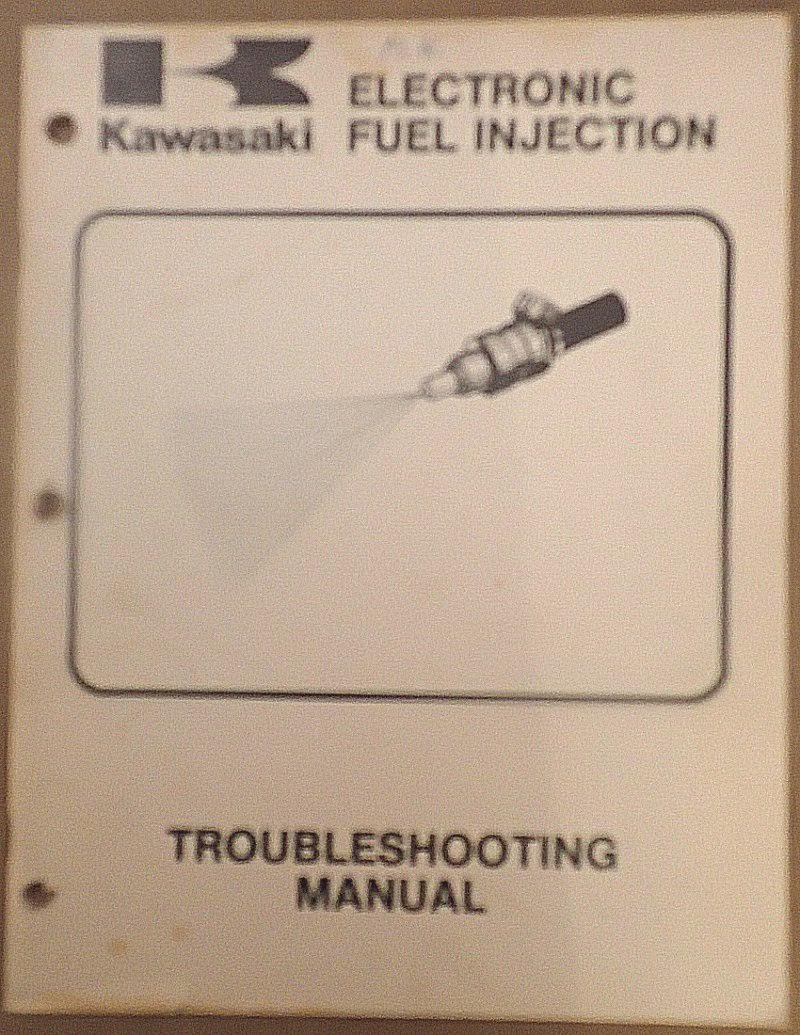 ELECTRONIC
Kawasaki FUEL INJECTION
TROUBLESHOOTING
MANUAL